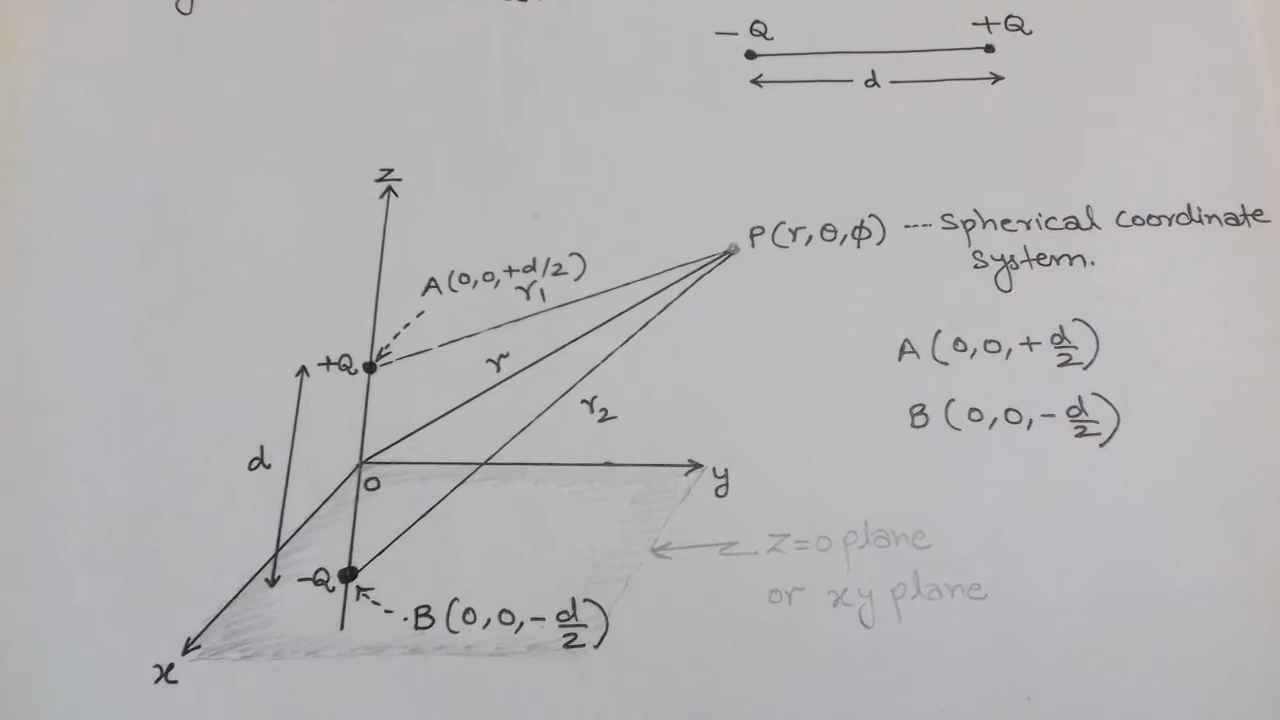 - Q
+Q
d
z
P(r, θ, ϕ) ---- Spherical coordinate
system.
A(0,0,+d/2)
r1
+Q
r
r2
A (0,0,+ d/2)
B (0,0,- d/2)
d
O
y
-Q
Z=0 plane
or xy plane
B (0, 0, - d/2)
x